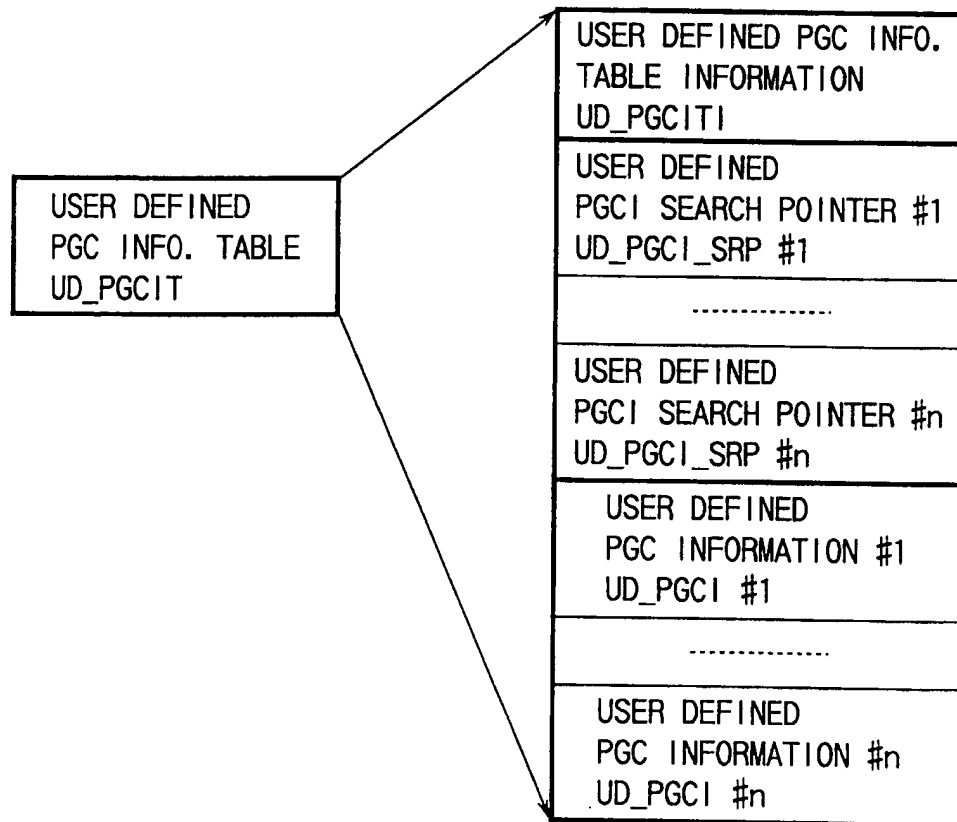 USER DEFINED
PGC INFO. TABLE
UD_PGCIT
USER DEFINED PGC INFO.
TABLE INFORMATION
UD_PGCITI
USER DEFINED
PGCI SEARCH POINTER #1
UD_PGCI_SRP #1
USER DEFINED
PGCI SEARCH POINTER #n
UD_PGCI_SRP #n
USER DEFINED
PGC INFORMATION #1
UD_PGCI #1
USER DEFINED
PGC INFORMATION #n
UD_PGCI #n